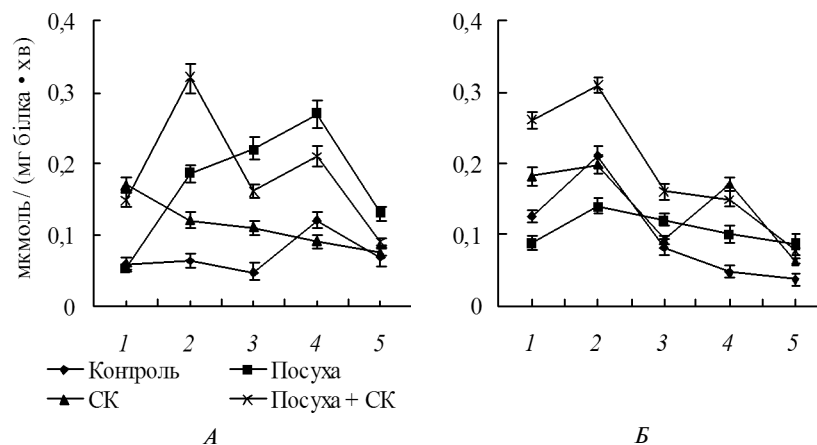 0,4
0,3
0,2
0,1
0
мкмоль/ (мг білка • хв)
1 2 3 4 5
0,4
0,3
0,2
0,1
0
1 2 3 4 5
Контроль Посуха
СК Посуха + СК
А Б